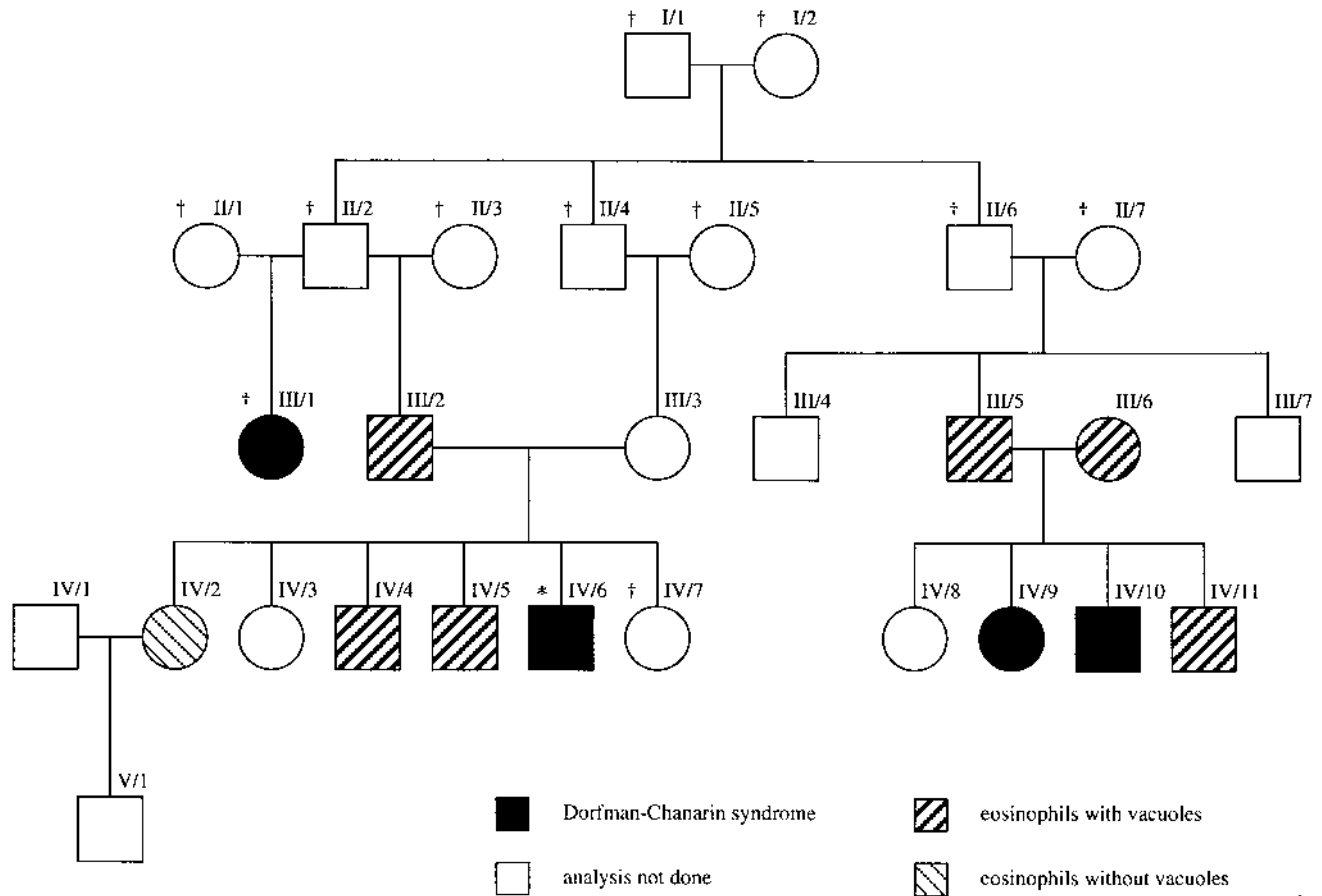 † I/1 † I/2
† II/1 † II/2 † II/3 † II/4 † II/5 † II/6 † II/7
† III/1 III/2 III/3 III/4 III/5 III/6 III/7
IV/1 IV/2 IV/3 IV/4 IV/5 * IV/6 † IV/7 IV/8 IV/9 IV/10 IV/11
V/1
Dorfman-Chanarin syndrome eosinophils with vacuoles
analysis not done eosinophils without vacuoles